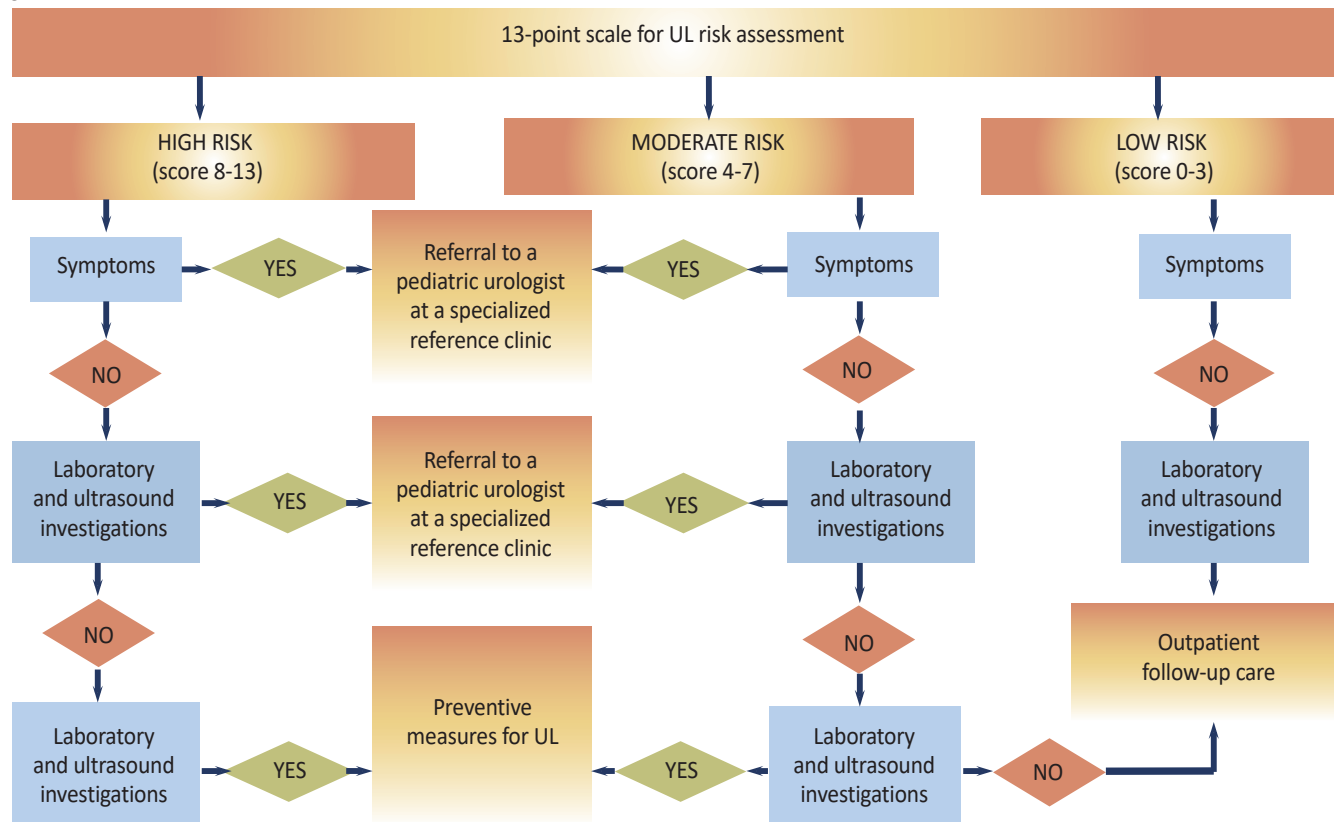 13-point scale for UL risk assessment
HIGH RISK
(score 8-13)
MODERATE RISK
(score 4-7)
LOW RISK
(score 0-3)
Symptoms
YES
Referral to a
pediatric urologist
at a specialized
reference clinic
YES
Symptoms
Symptoms
NO
NO
NO
Laboratory
and ultrasound
investigations
YES
Referral to a
pediatric urologist
at a specialized
reference clinic
YES
Laboratory
and ultrasound
investigations
Laboratory
and ultrasound
investigations
NO
NO
Outpatient
follow-up care
Laboratory
and ultrasound
investigations
YES
Preventive
measures for UL
YES
Laboratory
and ultrasound
investigations
NO